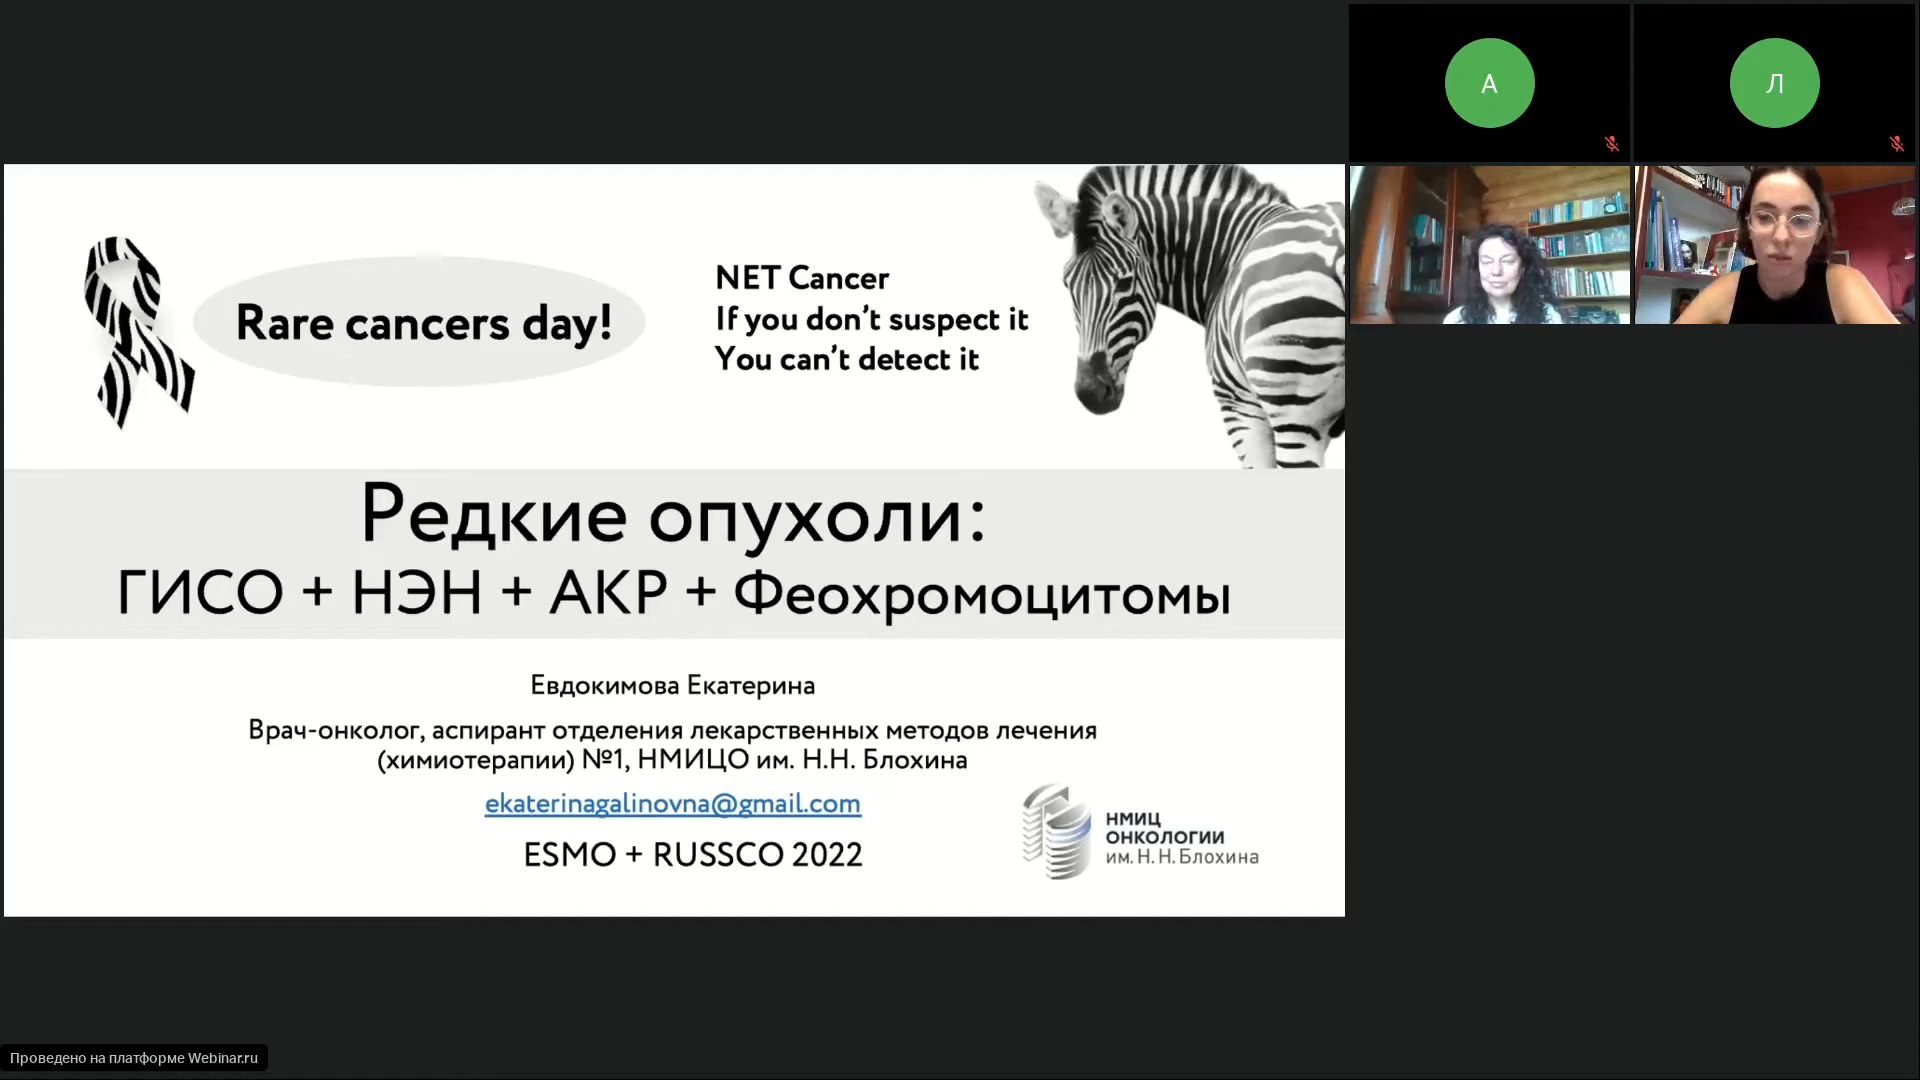 А
Л
Rare cancers day!
NET Cancer
If you don't suspect it
You can't detect it
Редкие опухоли:
ГИСО + НЭН + АКР + Феохромоцитомы
Евдокимова Екатерина
Врач-онколог, аспирант отделения лекарственных методов лечения
(химиотерапии) №1, НМИЦО им. Н.Н. Блохина
ekaterinagalinovna@gmail.com
ESMO + RUSSCO 2022
НМИЦ
ОНКОЛОГИИ
им. Н. Н. Блохина
Проведено на платформе Webinar.ru